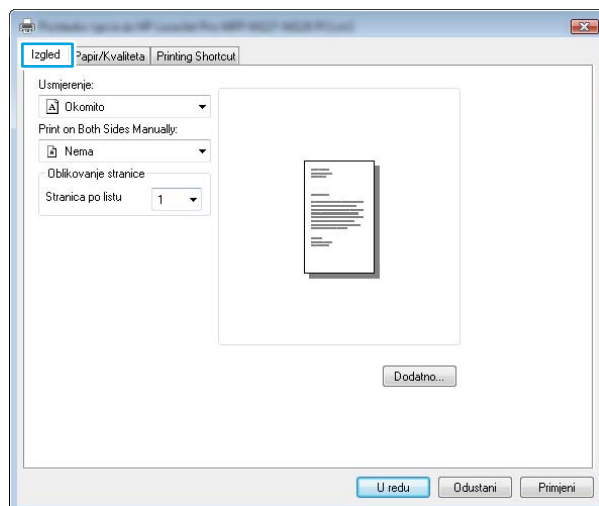 Izgled Papir/Kvaliteta Printing Shortcut
Usmjerenje:
Okomito
Print on Both Sides Manually:
Nema
Oblikovanje stranice
Stranica po listu 1
Dodatno...
U redu Odustani Primjeni